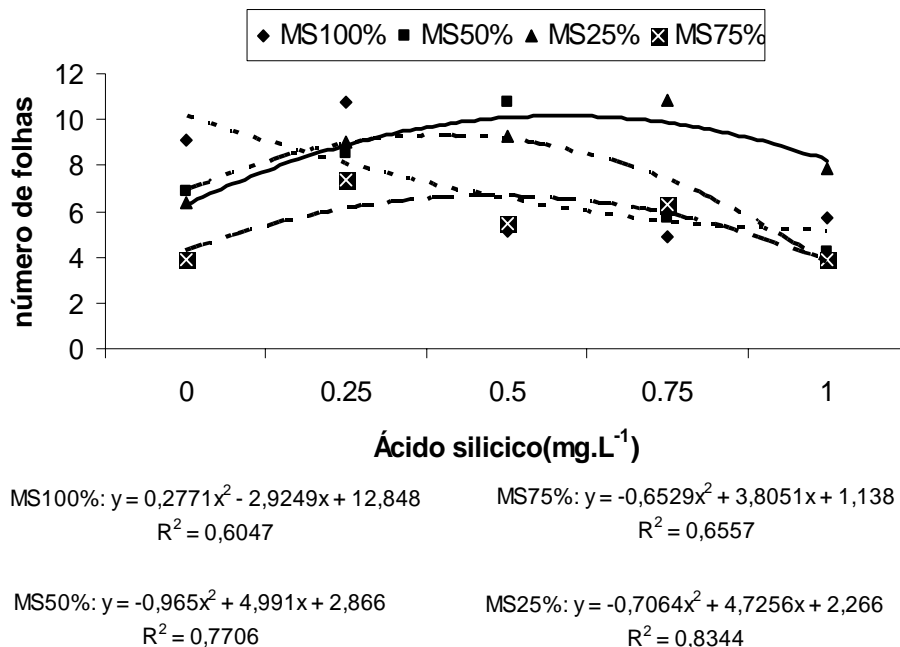 MS100% MS50% MS25% MS75%
12
10
8
6
4
2
0
número de folhas
0 0.25 0.5 0.75 1
Ácido silicico(mg.L⁻¹)
MS100%: y = 0,2771x² - 2,9249x + 12,848
R² = 0,6047
MS75%: y = -0,6529x² + 3,8051x + 1,138
R² = 0,6557
MS50%: y = -0,965x² + 4,991x + 2,866
R² = 0,7706
MS25%: y = -0,7064x² + 4,7256x + 2,266
R² = 0,8344